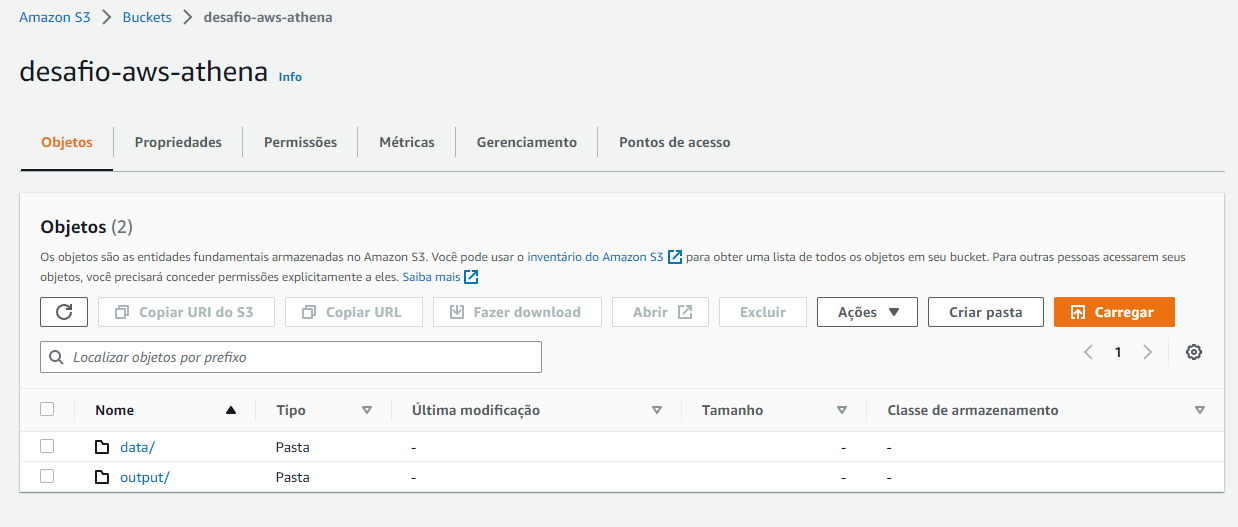 Amazon S3 > Buckets > desafio-aws-athena
desafio-aws-athena Info
Objetos Propriedades Permissões Métricas Gerenciamento Pontos de acesso
Objetos (2)
Os objetos são as entidades fundamentais armazenadas no Amazon S3. Você pode usar o inventário do Amazon S3 para obter uma lista de todos os objetos em seu bucket. Para outras pessoas acessarem seus
objetos, você precisará conceder permissões explicitamente a eles. Saiba mais
Copiar URI do S3 Copiar URL Fazer download Abrir Excluir Ações Criar pasta Carregar
Localizar objetos por prefixo 1
Nome Tipo Última modificação Tamanho Classe de armazenamento
data/ Pasta - - -
output/ Pasta - - -